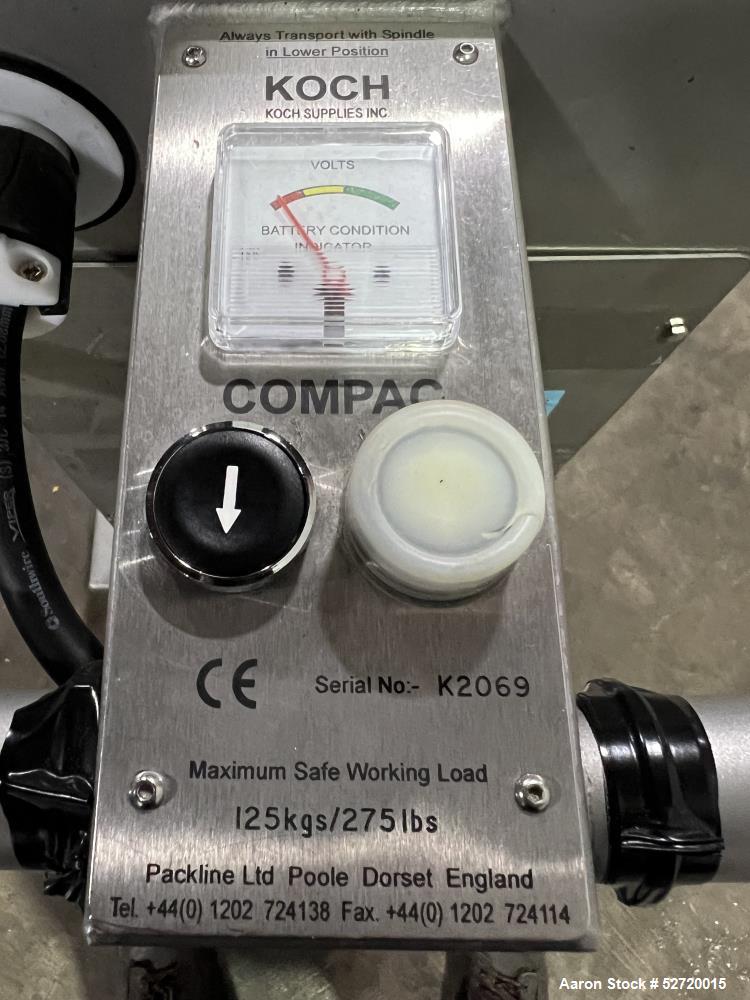 Always Transport with Spindle
in Lower Position
KOCH
KOCH SUPPLIES INC.
VOLTS
BATTERY CONDITION
INDICATOR
COMPAC
CE
Serial No:- K2069
Maximum Safe Working Load
125kgs/275lbs
Packline Ltd Poole Dorset England
Tel. +44(0) 1202 724138 Fax. +44(0) 1202 724114
southwire VIPER
Aaron Stock # 52720015